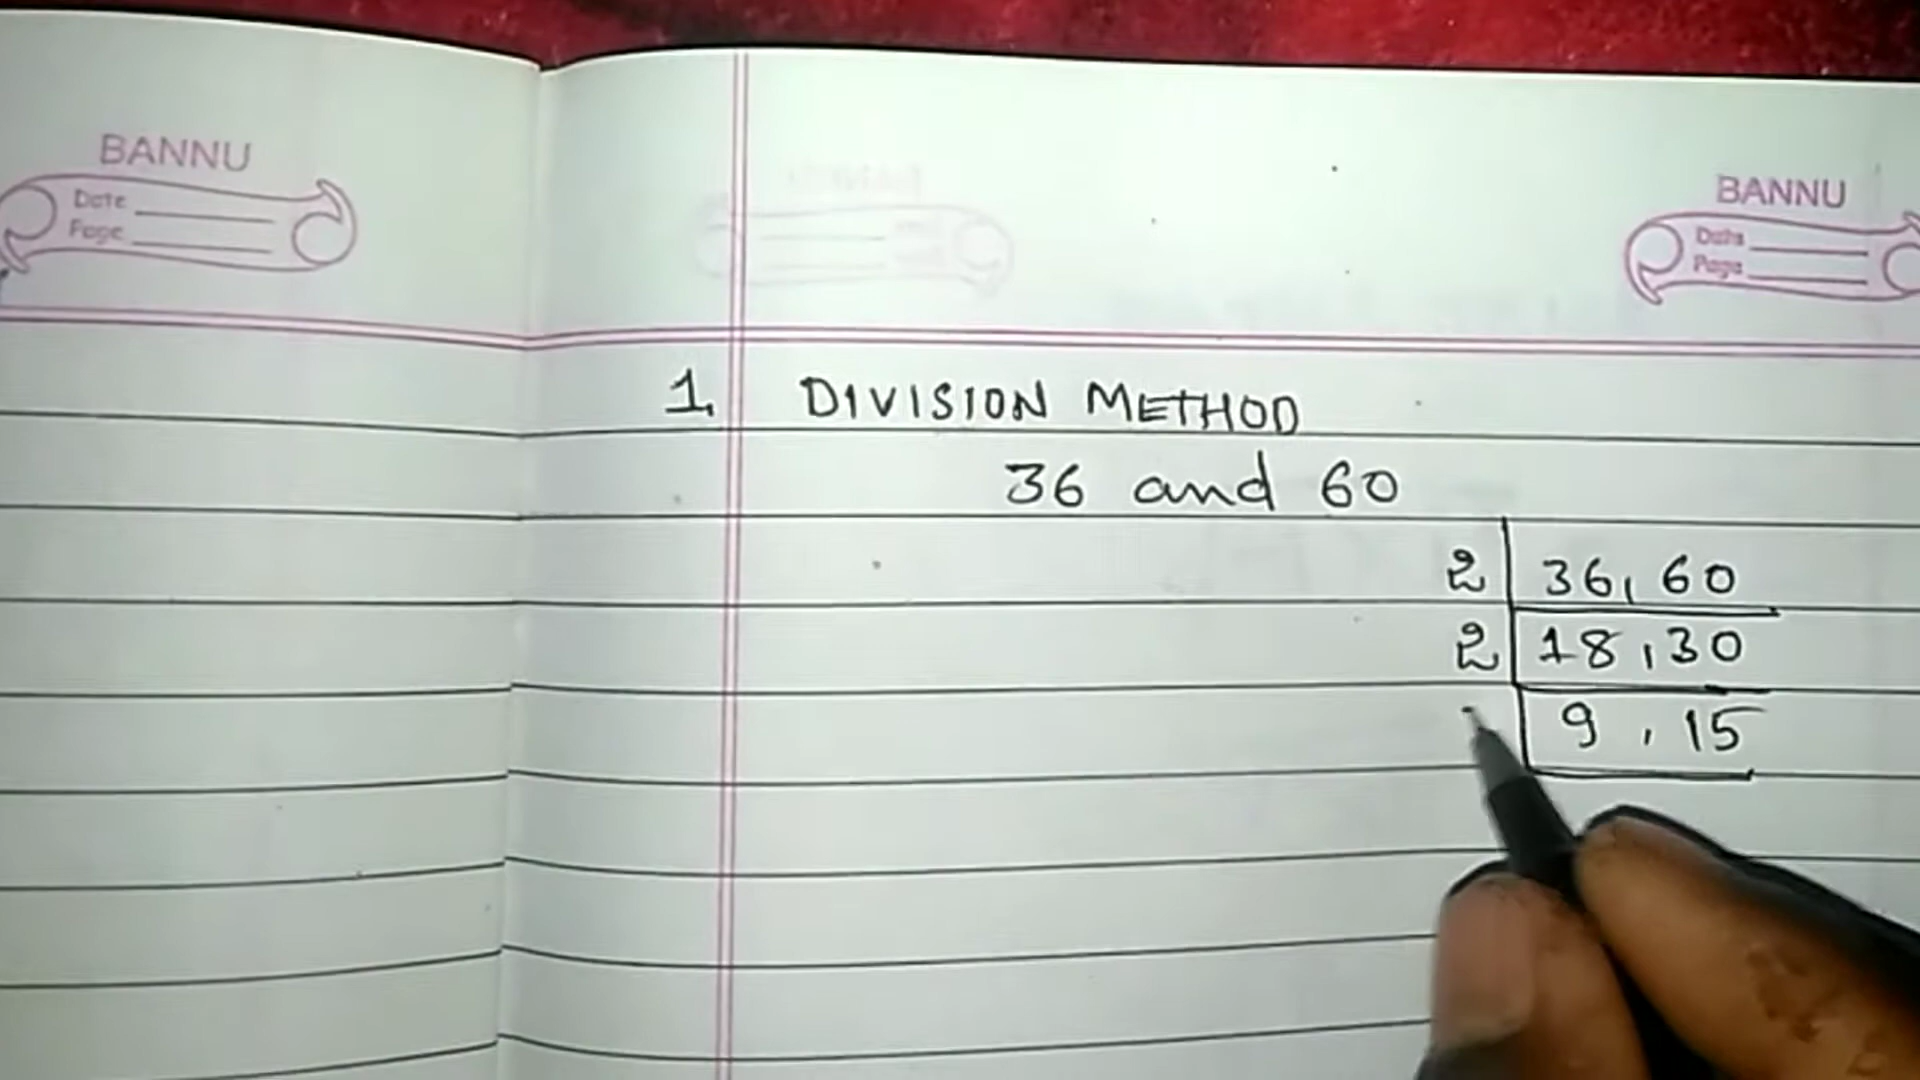 BANNU
Date
Page
BANNU
Date
Page
1. DIVISION METHOD
36 and 60
2 36, 60
2 18, 30
9, 15